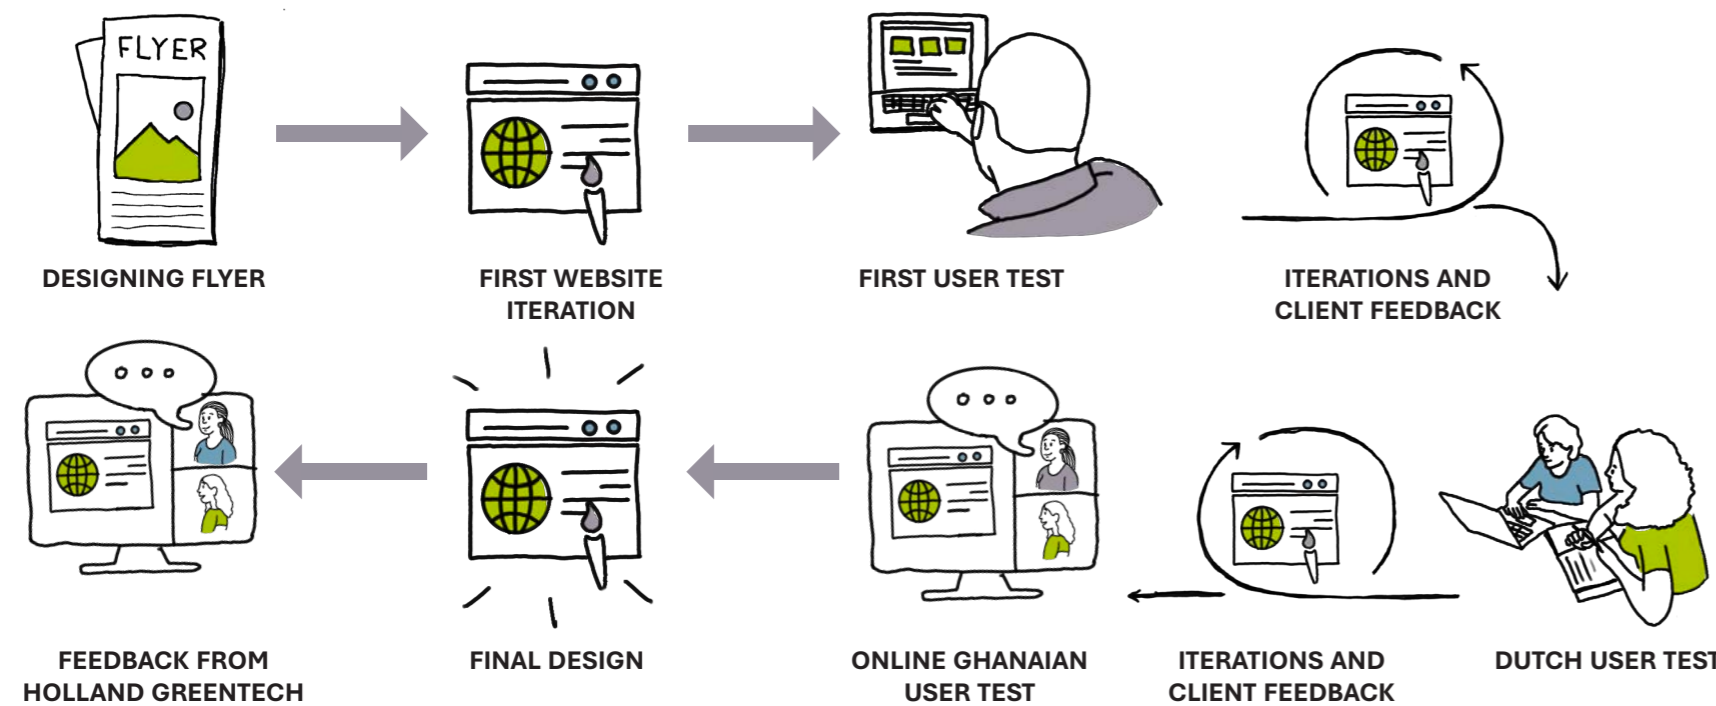 FLYER
DESIGNING FLYER
FIRST WEBSITE
ITERATION
FIRST USER TEST
ITERATIONS AND
CLIENT FEEDBACK
DUTCH USER TEST
ITERATIONS AND
CLIENT FEEDBACK
ONLINE GHANAIAN
USER TEST
FINAL DESIGN
FEEDBACK FROM
HOLLAND GREENTECH